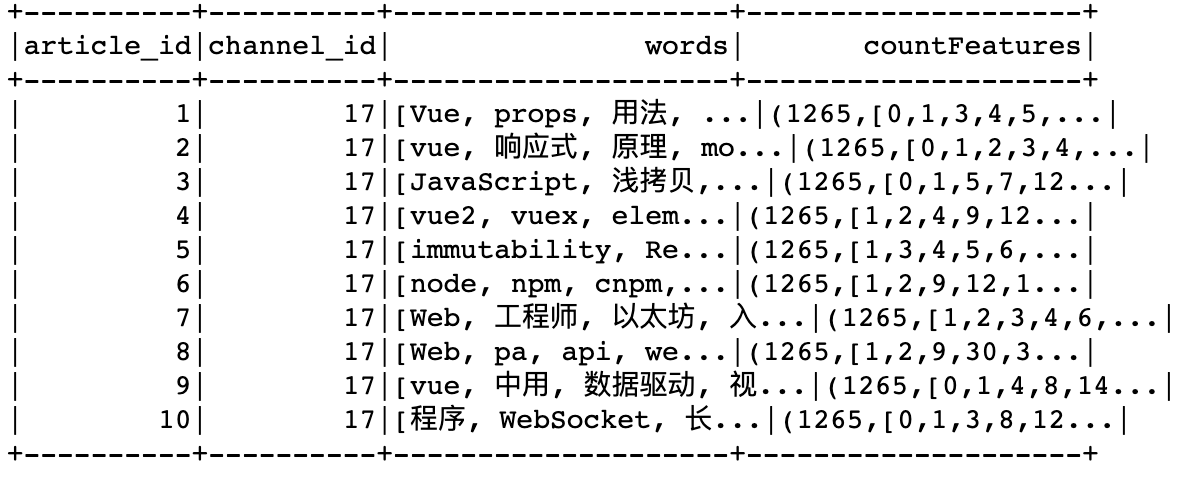 +----------+----------+--------------------+--------------------+
|article_id|channel_id|               words|       countFeatures|
+----------+----------+--------------------+--------------------+
|         1|        17|[Vue, props, 用法, ...|(1265,[0,1,3,4,5,...|
|         2|        17|[vue, 响应式, 原理, mo...|(1265,[0,1,2,3,4,...|
|         3|        17|[JavaScript, 浅拷贝,...|(1265,[0,1,5,7,12...|
|         4|        17|[vue2, vuex, elem...|(1265,[1,2,4,9,12...|
|         5|        17|[immutability, Re...|(1265,[1,3,4,5,6,...|
|         6|        17|[node, npm, cnpm,...|(1265,[1,2,9,12,1...|
|         7|        17|[Web, 工程师, 以太坊, 入...|(1265,[1,2,3,4,6,...|
|         8|        17|[Web, pa, api, we...|(1265,[1,2,9,30,3...|
|         9|        17|[vue, 中用, 数据驱动, 视...|(1265,[0,1,4,8,14...|
|        10|        17|[程序, WebSocket, 长...|(1265,[0,1,3,8,12...|
+----------+----------+--------------------+--------------------+